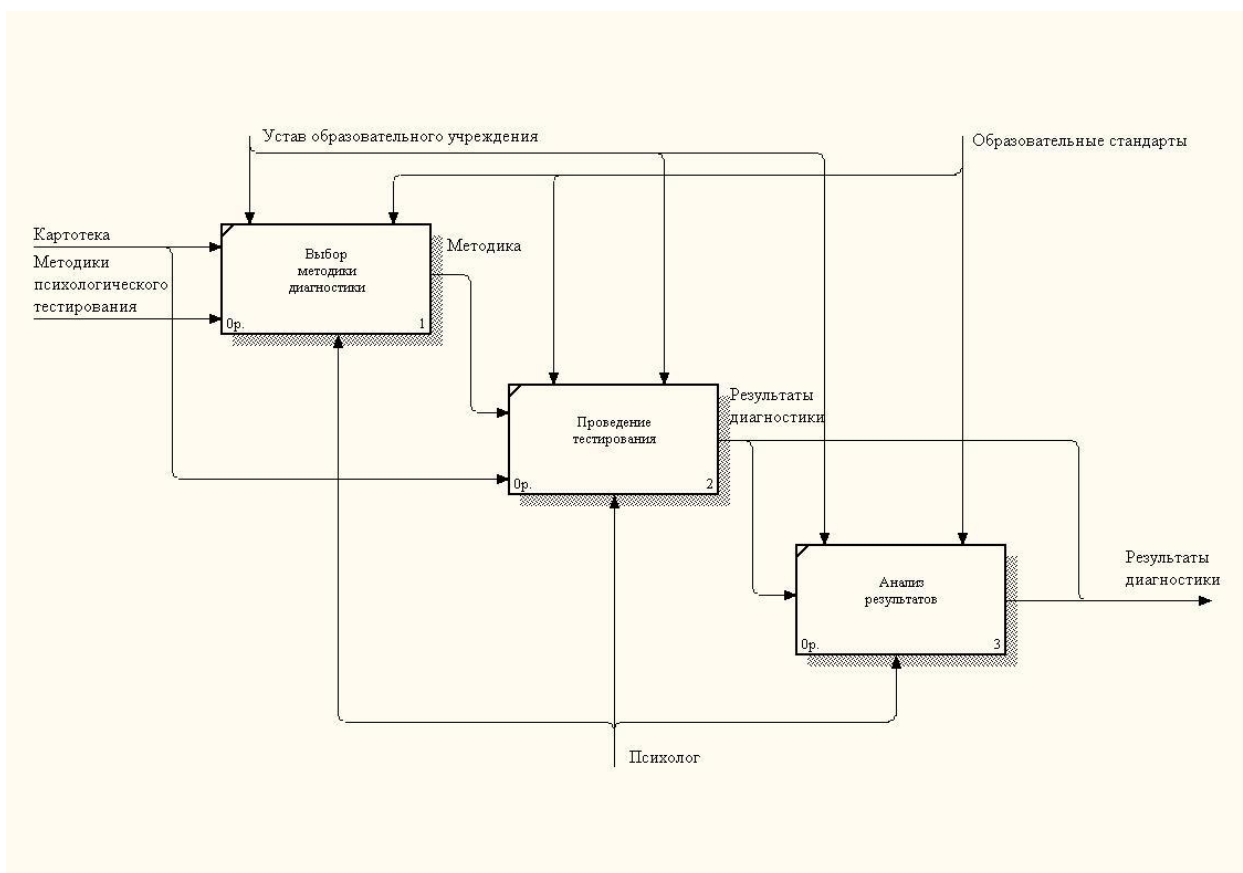 Устав образовательного учреждения
Образовательные стандарты
Картотека
Методики
психологического
тестирования
Выбор
методики
диагностики
0р.
1
Методика
Проведение
тестирования
0р.
2
Результаты
диагностики
Анализ
результатов
0р.
3
Результаты
диагностики
Психолог